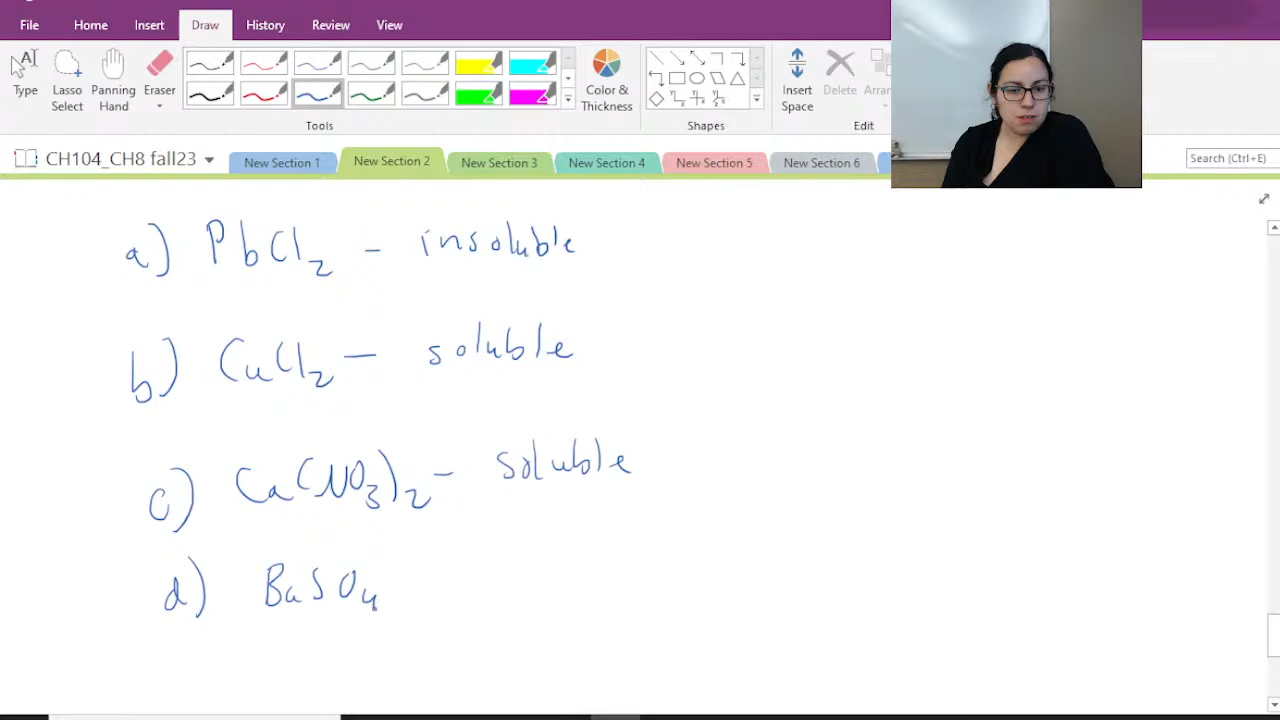 File Home Insert Draw History Review View
Type Lasso Select Panning Hand Eraser Color & Thickness Insert Space Delete Arran
Tools Shapes Edit
CH104_CH8 fall23 New Section 1 New Section 2 New Section 3 New Section 4 New Section 5 New Section 6 Search (Ctrl+E)
a) PbCl2 - insoluble
b) CuCl2 - soluble
c) Ca(NO3)2 - soluble
d) BaSO4